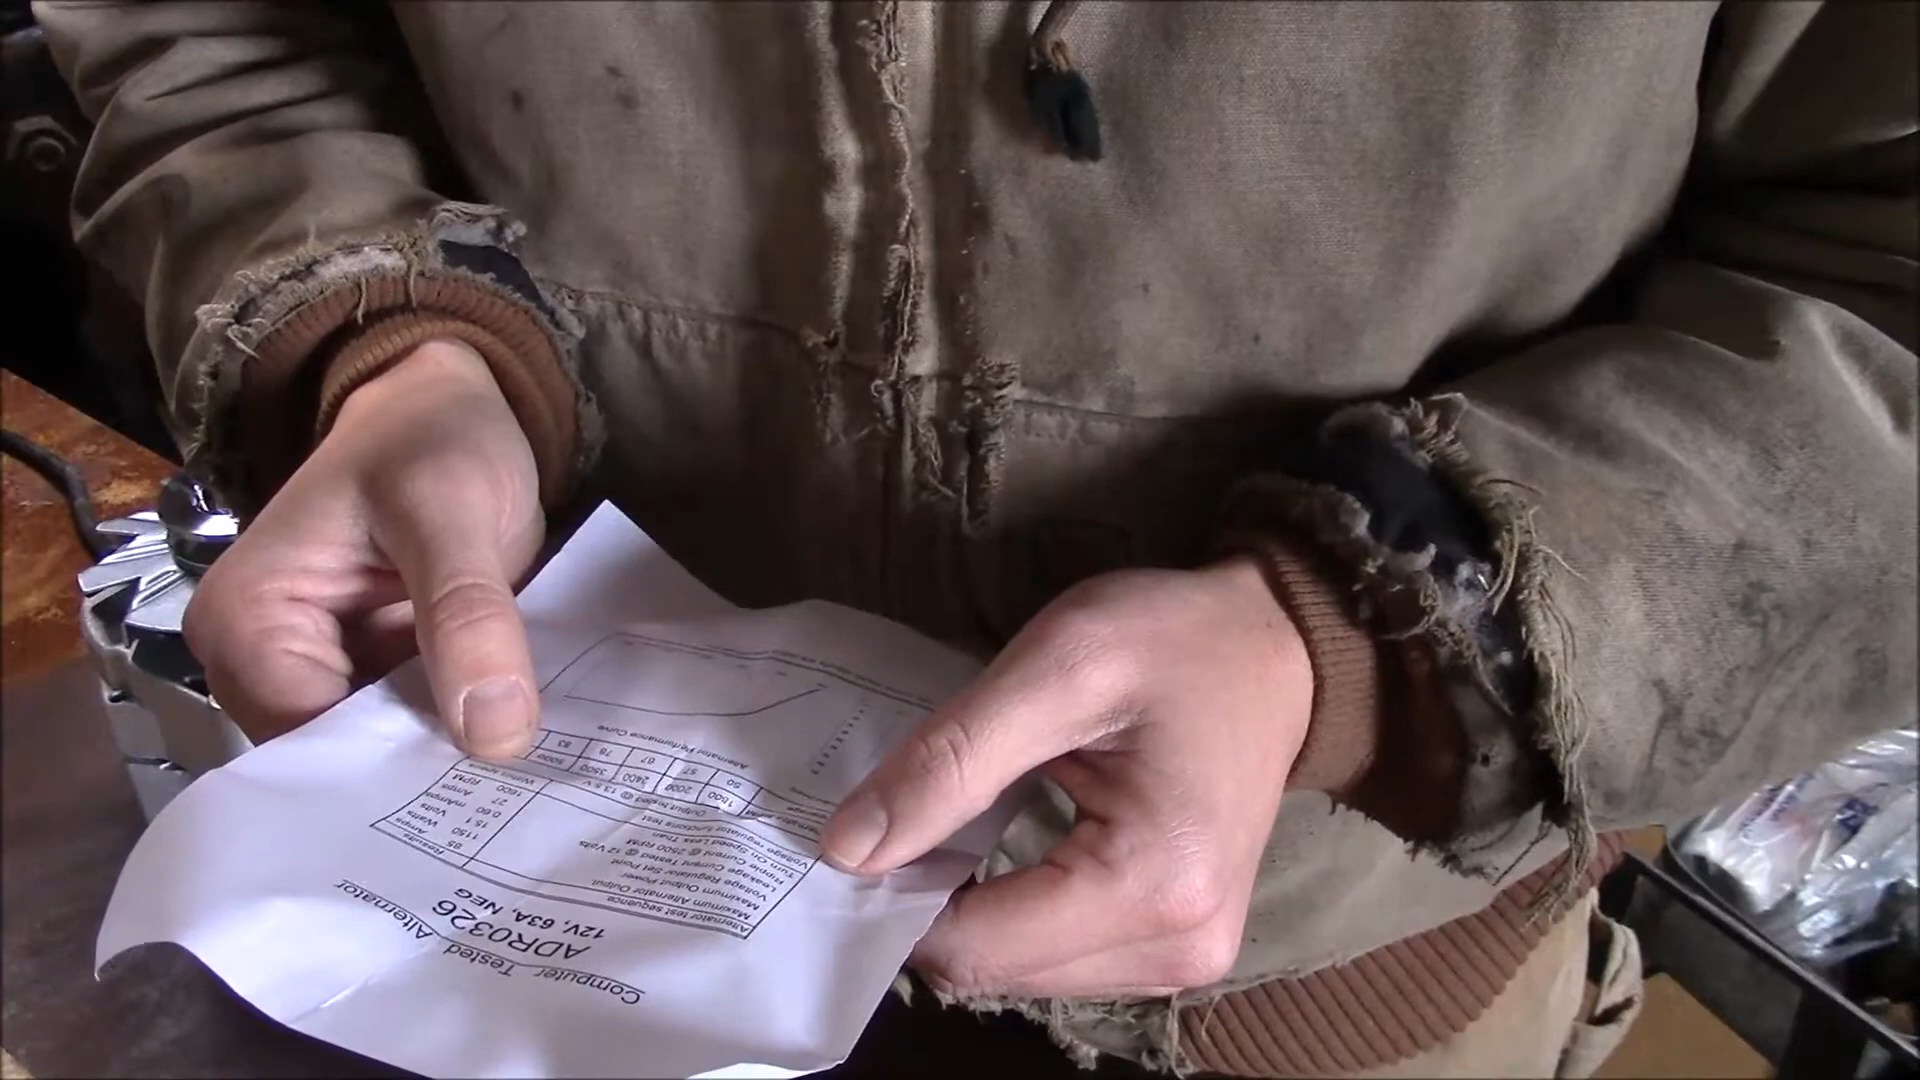 Computer Tested Alternator
ADR0326
12V, 63A, NEG
Alternator test sequence Results
Maximum Alternator Output 85 Amps
Maximum Output Power 1150 Watts
Voltage Regulator Set Point 15.1 Volts
Leakage Current Tested @ 12 Volts 0.60 mAmps
Ripple Current @ 2500 RPM 27 Amps
Turn On Speed Less Than 1600 RPM
Voltage Regulator functions test Within specs
Output tested @ 13.5 V
1600 2000 2400 3500 5000
50 57 67 76 83
Alternator Performance Curve